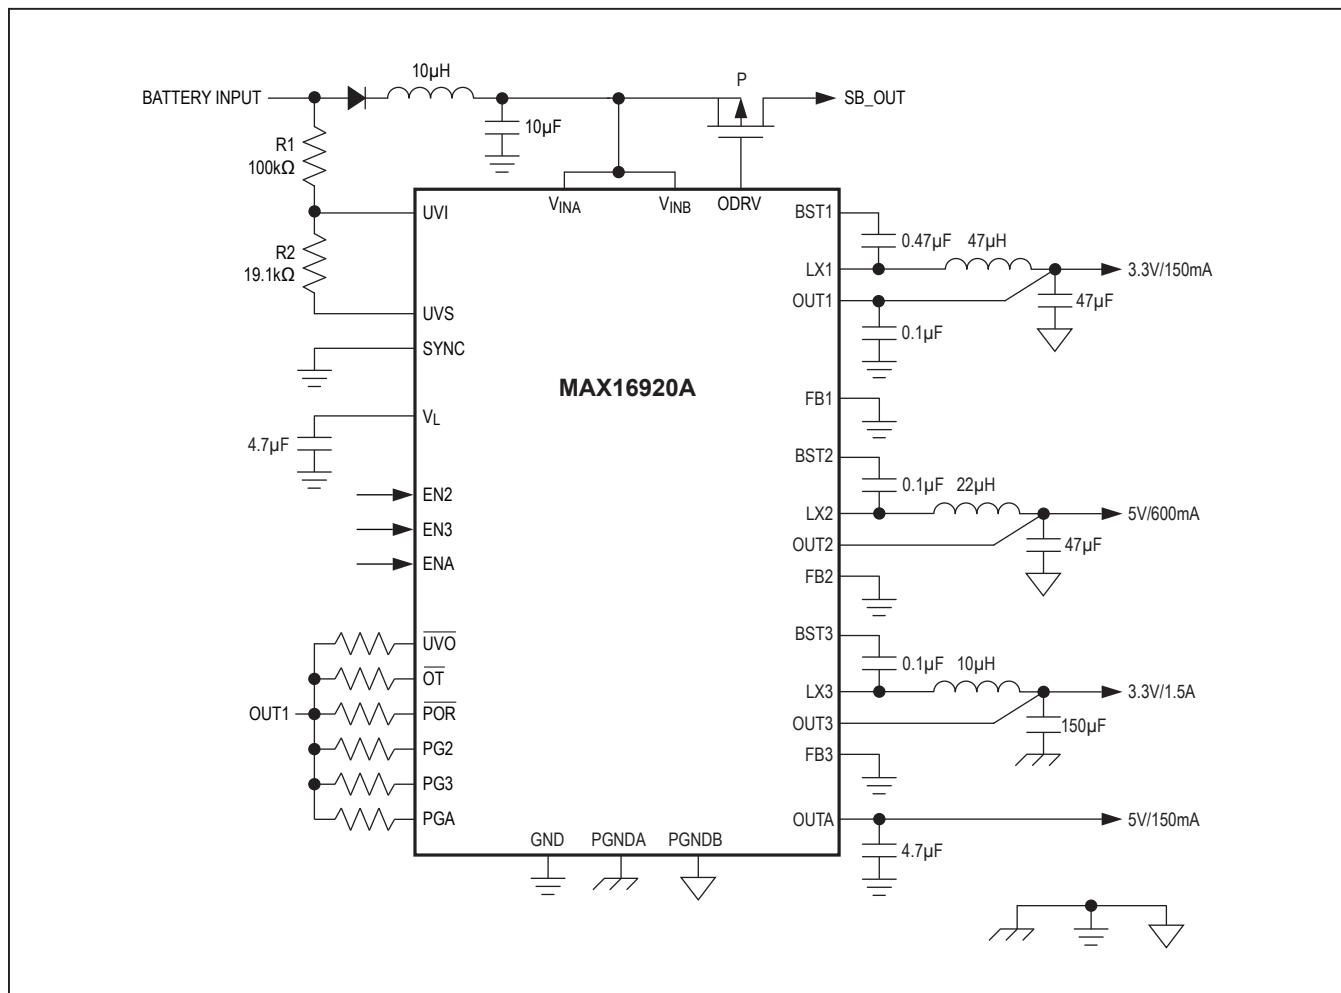 10µH
P
BATTERY INPUT
SB_OUT
10µF
R1
100kΩ
VINA
VINB
ODRV
BST1
UVI
0.47µF
47µH
R2
19.1kΩ
LX1
3.3V/150mA
OUT1
47µF
UVS
0.1µF
SYNC
MAX16920A
FB1
VL
4.7µF
BST2
0.1µF
22µH
EN2
LX2
5V/600mA
EN3
OUT2
47µF
ENA
FB2
BST3
UVO
0.1µF
10µH
OT
LX3
3.3V/1.5A
OUT1
POR
OUT3
150µF
PG2
FB3
PG3
PGA
OUTA
5V/150mA
GND
PGNDA
PGNDB
4.7µF